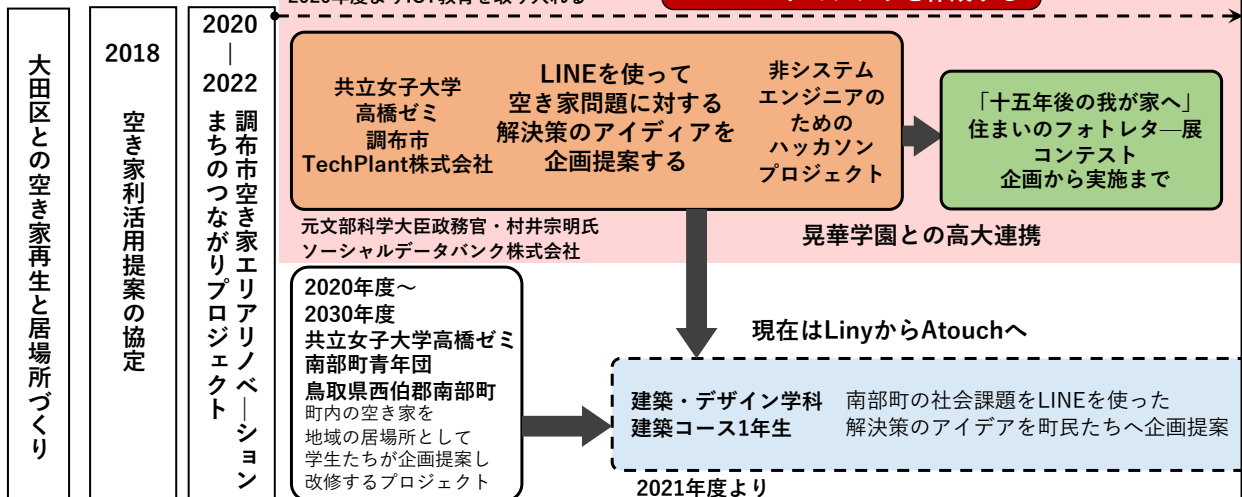 大田区との空き家再生と居場所づくり
2018
空き家利活用提案の協定
2020
|
2022
調布市空き家エリアリノベ―ション
まちのつながりプロジェクト
共立女子大学
高橋ゼミ
調布市
TechPlant株式会社
LINEを使って
空き家問題に対する
解決策のアイディアを
企画提案する
非システム
エンジニアの
ための
ハッカソン
プロジェクト
「十五年後の我が家へ」
住まいのフォトレタ―展
コンテスト
企画から実施まで
元文部科学大臣政務官・村井宗明氏
ソーシャルデータバンク株式会社
晃華学園との高大連携
2020年度～
2030年度
共立女子大学高橋ゼミ
南部町青年団
鳥取県西伯郡南部町
町内の空き家を
地域の居場所として
学生たちが企画提案し
改修するプロジェクト
現在はLinyからAtouchへ
建築・デザイン学科
建築コース1年生
南部町の社会課題をLINEを使った
解決策のアイデアを町民たちへ企画提案
2021年度より